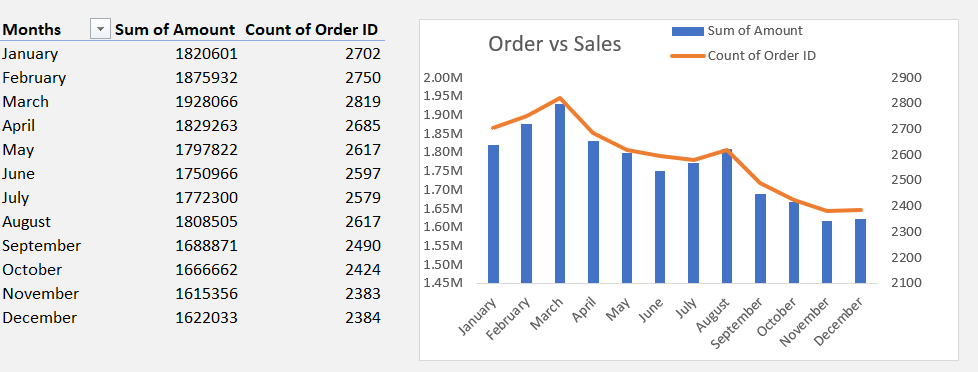 Months Sum of Amount Count of Order ID
January 1820601 2702
February 1875932 2750
March 1928066 2819
April 1829263 2685
May 1797822 2617
June 1750966 2597
July 1772300 2579
August 1808505 2617
September 1688871 2490
October 1666662 2424
November 1615356 2383
December 1622033 2384
Order vs Sales
Sum of Amount
Count of Order ID
2.00M
1.95M
1.90M
1.85M
1.80M
1.75M
1.70M
1.65M
1.60M
1.55M
1.50M
1.45M
2900
2800
2700
2600
2500
2400
2300
2200
2100
January
February
March
April
May
June
July
August
September
October
November
December